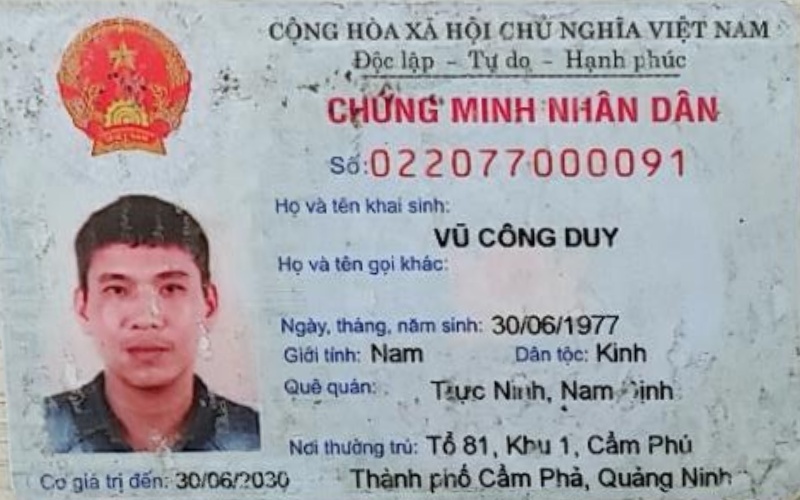 CỘNG HÒA XÃ HỘI CHỦ NGHĨA VIỆT NAM
Độc lập - Tự do - Hạnh phúc
CHỨNG MINH NHÂN DÂN
Số: 022077000091
Họ và tên khai sinh:
VŨ CÔNG DUY
Họ và tên gọi khác:
Ngày, tháng, năm sinh: 30/06/1977
Giới tính: Nam Dân tộc: Kinh
Quê quán: Trực Ninh, Nam Định
Nơi thường trú: Tổ 81, Khu 1, Cẩm Phú
Có giá trị đến: 30/06/2030 Thành phố Cẩm Phả, Quảng Ninh